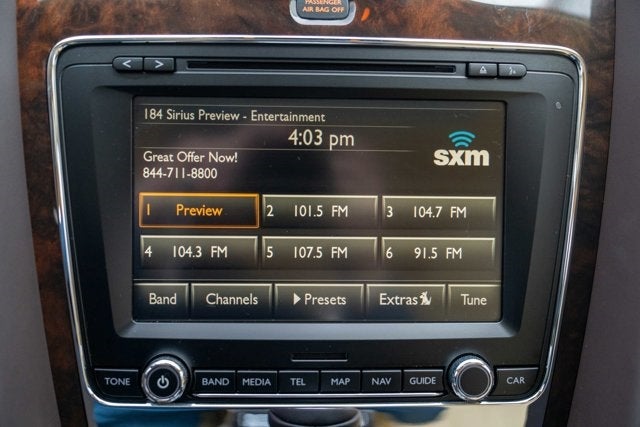 PASSENGER
AIR BAG OFF
184 Sirius Preview - Entertainment
4:03 pm
sxm
Great Offer Now!
844-711-8800
1 Preview
2 101.5 FM
3 104.7 FM
4 104.3 FM
5 107.5 FM
6 91.5 FM
Band
Channels
Presets
Extras
Tune
TONE
BAND
MEDIA
TEL
MAP
NAV
GUIDE
CAR